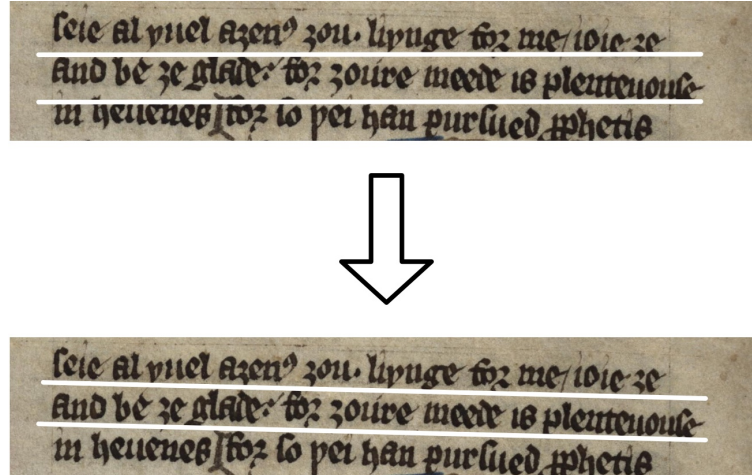 seie al yuel aȝenꝰ ȝou· liynge for me/ ioie ȝe
And be ȝe glade: for ȝoure meede is plenteuouse
in heuenes for so þei han pursued ꝓphetis
seie al yuel aȝenꝰ ȝou· liynge for me/ ioie ȝe
And be ȝe glade: for ȝoure meede is plenteuouse
in heuenes for so þei han pursued ꝓphetis